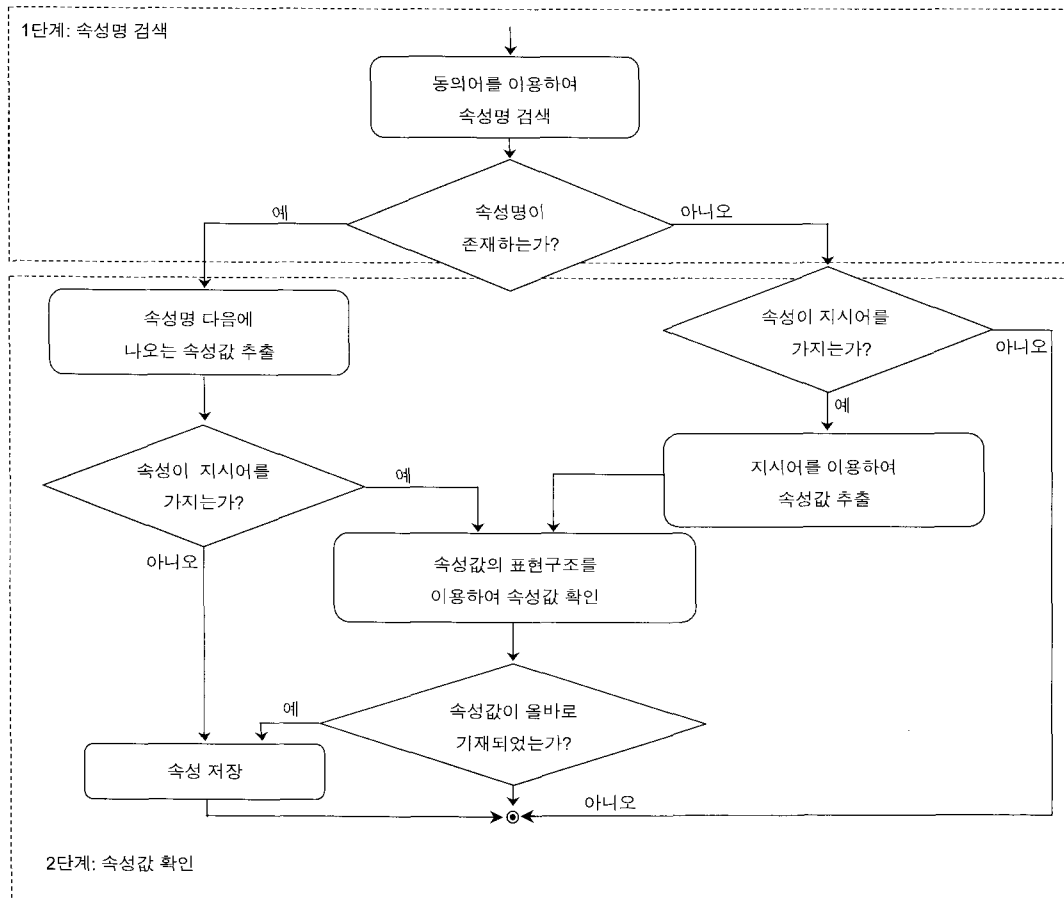 1단계: 속성명 검색
동의어를 이용하여
속성명 검색
예
속성명이
존재하는가?
아니오
속성명 다음에
나오는 속성값 추출
속성이 지시어를
가지는가?
아니오
예
속성이 지시어를
가지는가?
예
지시어를 이용하여
속성값 추출
아니오
속성값의 표현구조를
이용하여 속성값 확인
예
속성값이 올바로
기재되었는가?
속성 저장
아니오
2단계: 속성값 확인